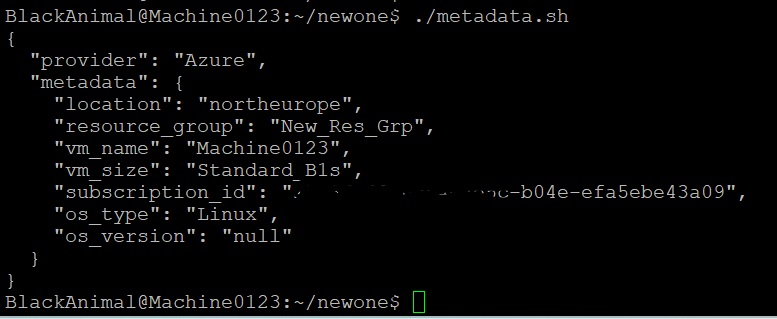 BlackAnimal@Machine0123:~/newone$ ./metadata.sh
{
  "provider": "Azure",
  "metadata": {
    "location": "northeurope",
    "resource_group": "New_Res_Grp",
    "vm_name": "Machine0123",
    "vm_size": "Standard_B1s",
    "subscription_id": "-b04e-efa5ebe43a09",
    "os_type": "Linux",
    "os_version": "null"
  }
}
BlackAnimal@Machine0123:~/newone$